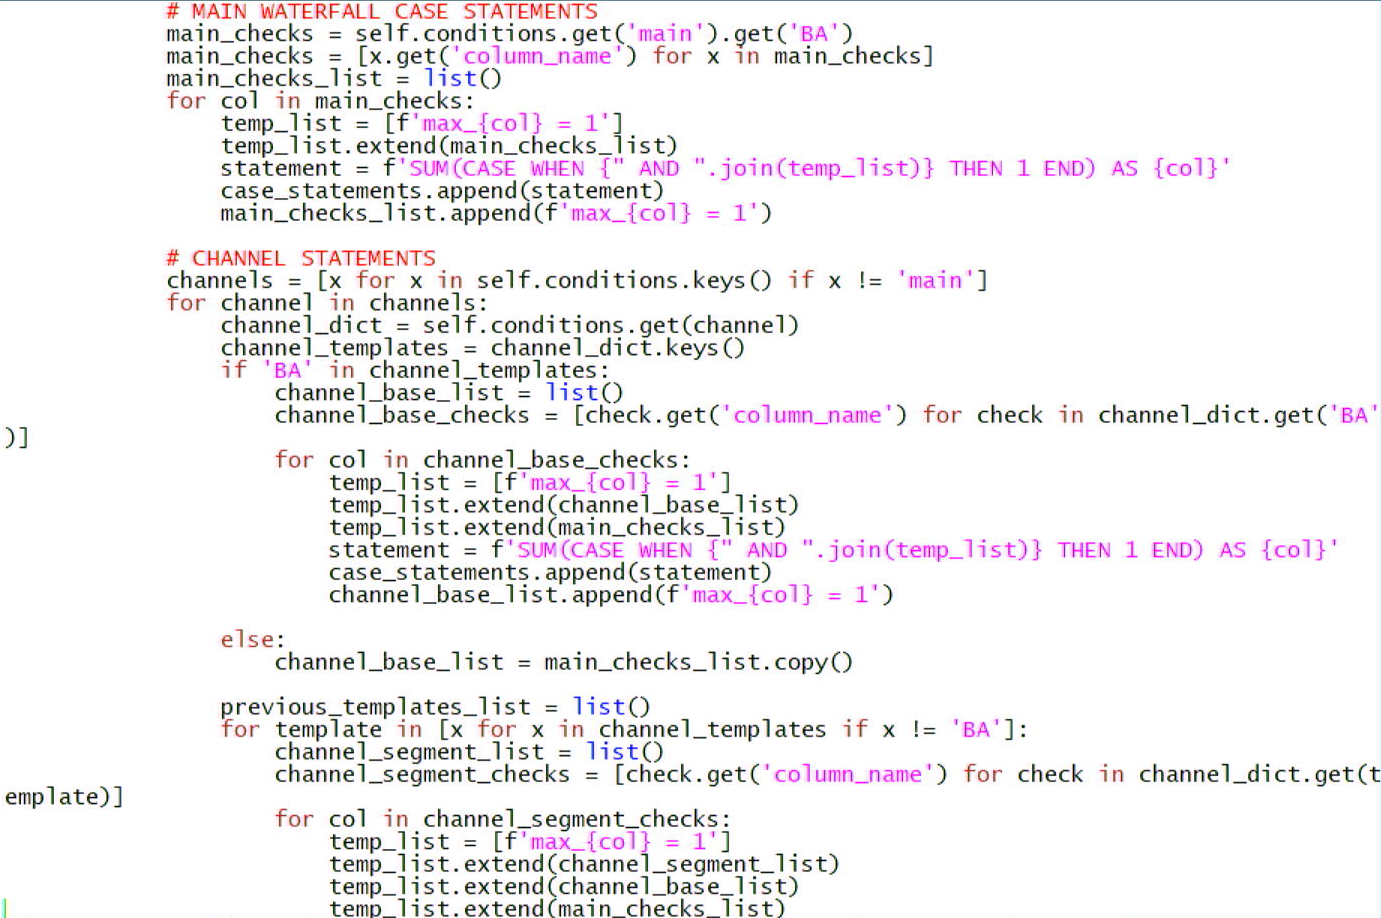 # MAIN WATERFALL CASE STATEMENTS
main_checks = self.conditions.get('main').get('BA')
main_checks = [x.get('column_name') for x in main_checks]
main_checks_list = list()
for col in main_checks:
    temp_list = [f'max_{col} = 1']
    temp_list.extend(main_checks_list)
    statement = f'SUM(CASE WHEN {" AND ".join(temp_list)} THEN 1 END) AS {col}'
    case_statements.append(statement)
    main_checks_list.append(f'max_{col} = 1')

# CHANNEL STATEMENTS
channels = [x for x in self.conditions.keys() if x != 'main']
for channel in channels:
    channel_dict = self.conditions.get(channel)
    channel_templates = channel_dict.keys()
    if 'BA' in channel_templates:
        channel_base_list = list()
        channel_base_checks = [check.get('column_name') for check in channel_dict.get('BA'
)]
        for col in channel_base_checks:
            temp_list = [f'max_{col} = 1']
            temp_list.extend(channel_base_list)
            temp_list.extend(main_checks_list)
            statement = f'SUM(CASE WHEN {" AND ".join(temp_list)} THEN 1 END) AS {col}'
            case_statements.append(statement)
            channel_base_list.append(f'max_{col} = 1')

    else:
        channel_base_list = main_checks_list.copy()

    previous_templates_list = list()
    for template in [x for x in channel_templates if x != 'BA']:
        channel_segment_list = list()
        channel_segment_checks = [check.get('column_name') for check in channel_dict.get(t
emplate)]
        for col in channel_segment_checks:
            temp_list = [f'max_{col} = 1']
            temp_list.extend(channel_segment_list)
            temp_list.extend(channel_base_list)
            temp_list.extend(main_checks_list)